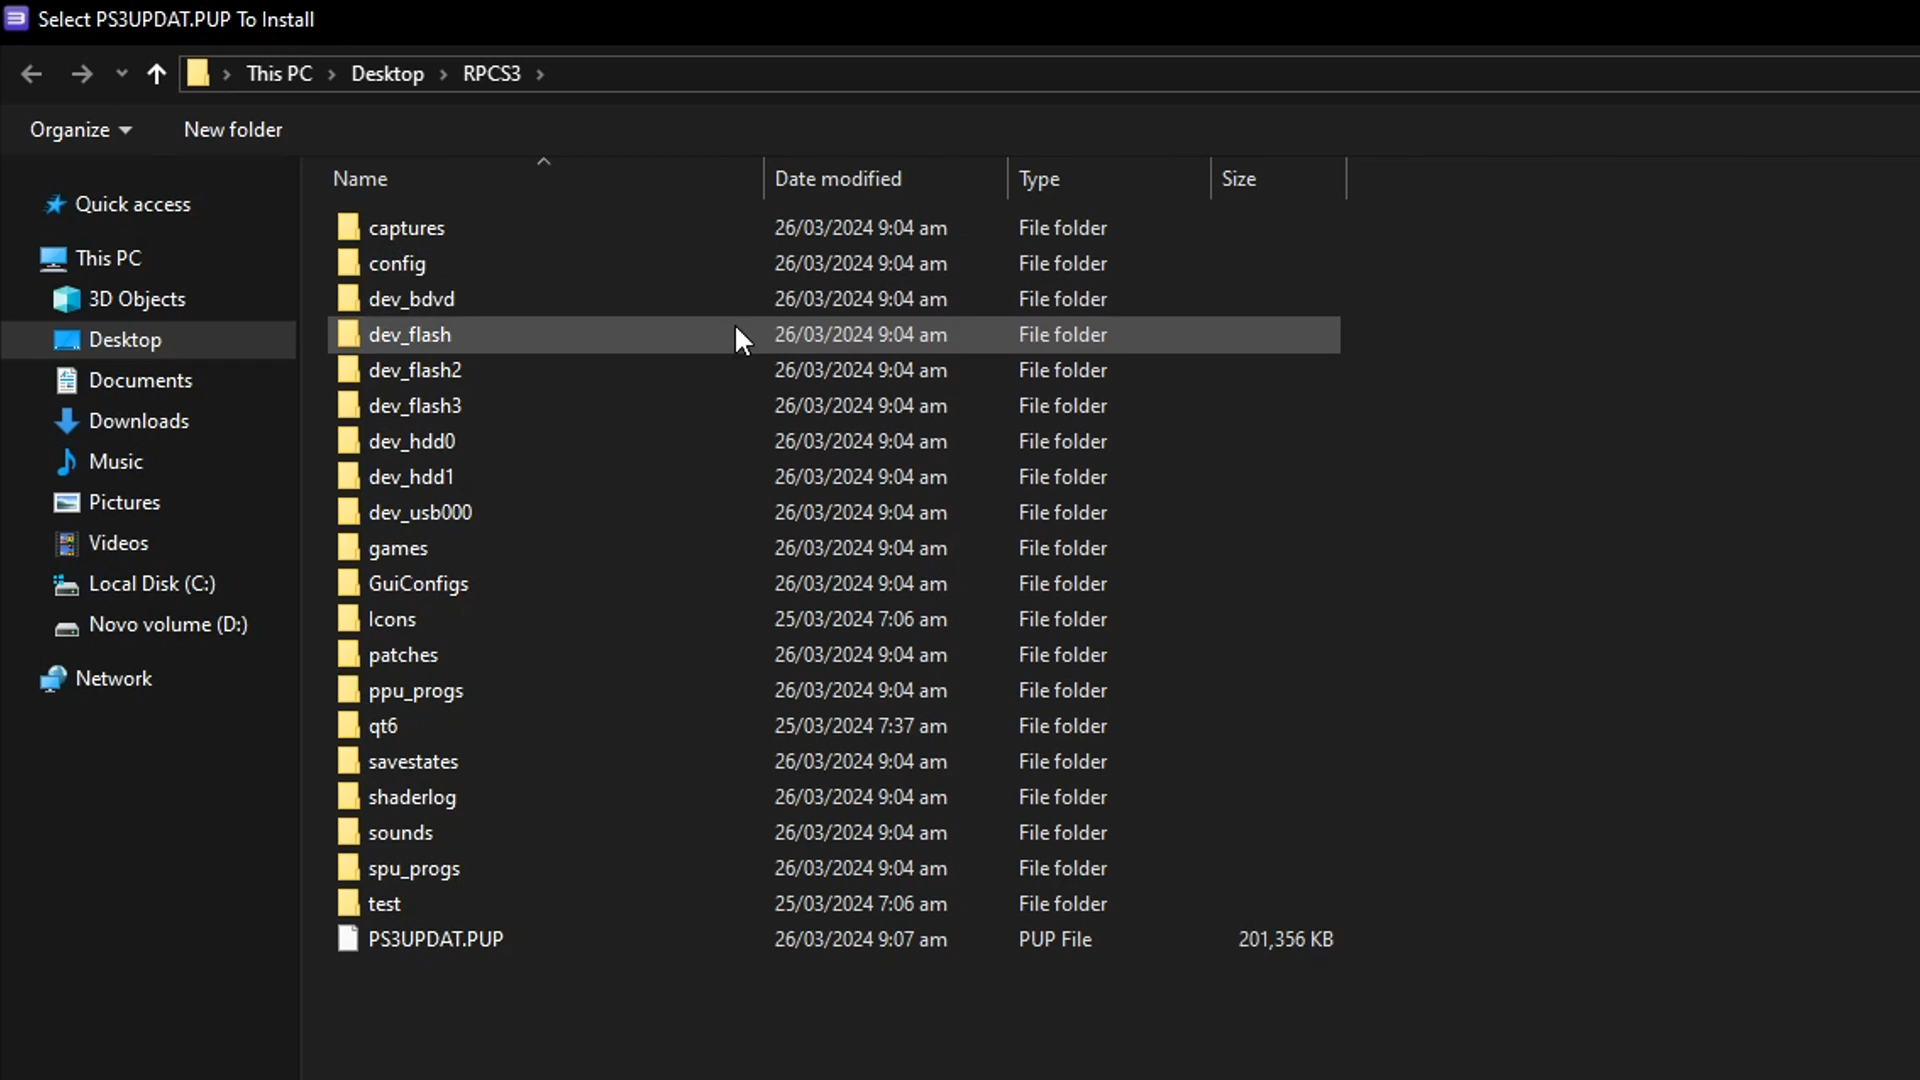 Select PS3UPDAT.PUP To Install
This PC > Desktop > RPCS3 >
Organize New folder
Name Date modified Type Size
Quick access
This PC
3D Objects
Desktop
Documents
Downloads
Music
Pictures
Videos
Local Disk (C:)
Novo volume (D:)
Network
captures 26/03/2024 9:04 am File folder
config 26/03/2024 9:04 am File folder
dev_bdvd 26/03/2024 9:04 am File folder
dev_flash 26/03/2024 9:04 am File folder
dev_flash2 26/03/2024 9:04 am File folder
dev_flash3 26/03/2024 9:04 am File folder
dev_hdd0 26/03/2024 9:04 am File folder
dev_hdd1 26/03/2024 9:04 am File folder
dev_usb000 26/03/2024 9:04 am File folder
games 26/03/2024 9:04 am File folder
GuiConfigs 26/03/2024 9:04 am File folder
Icons 25/03/2024 7:06 am File folder
patches 26/03/2024 9:04 am File folder
ppu_progs 26/03/2024 9:04 am File folder
qt6 25/03/2024 7:37 am File folder
savestates 26/03/2024 9:04 am File folder
shaderlog 26/03/2024 9:04 am File folder
sounds 26/03/2024 9:04 am File folder
spu_progs 26/03/2024 9:04 am File folder
test 25/03/2024 7:06 am File folder
PS3UPDAT.PUP 26/03/2024 9:07 am PUP File 201,356 KB